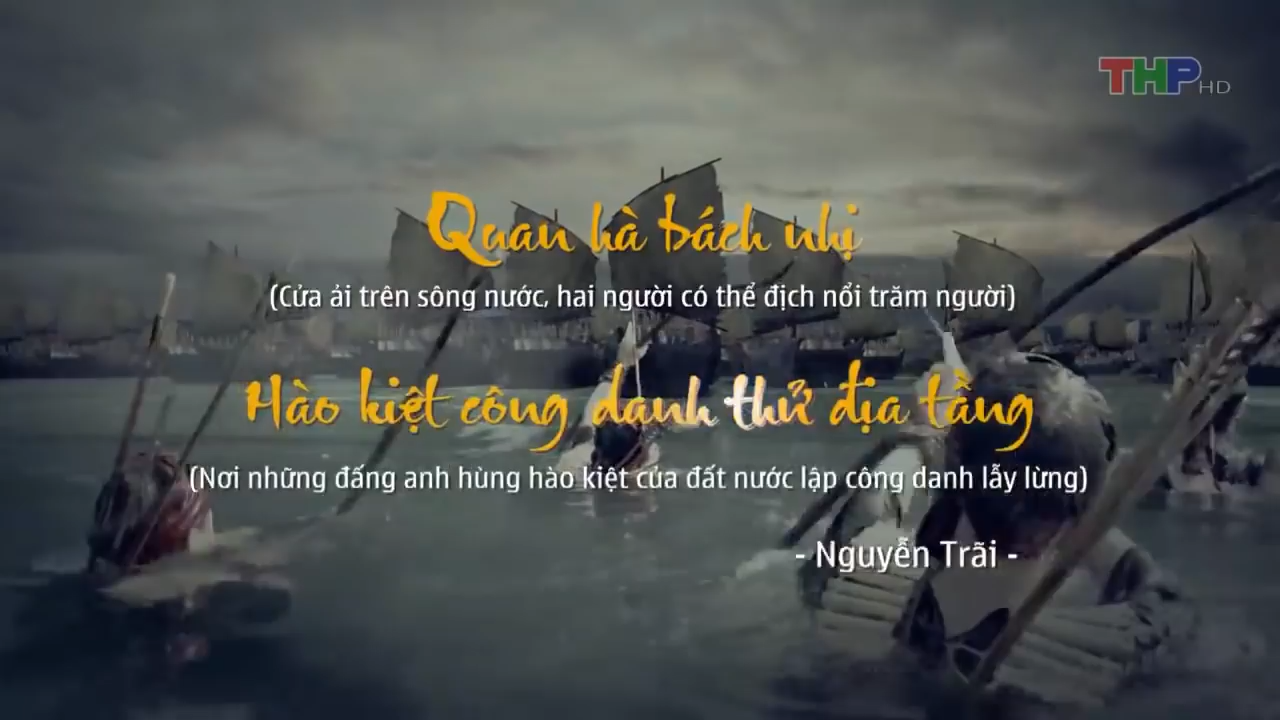 THP HD
Quan hà bách nhị
(Cửa ải trên sông nước, hai người có thể địch nổi trăm người)
Hào kiệt công danh thử địa tằng
(Nơi những đấng anh hùng hào kiệt của đất nước lập công danh lẫy lừng)
- Nguyễn Trãi -